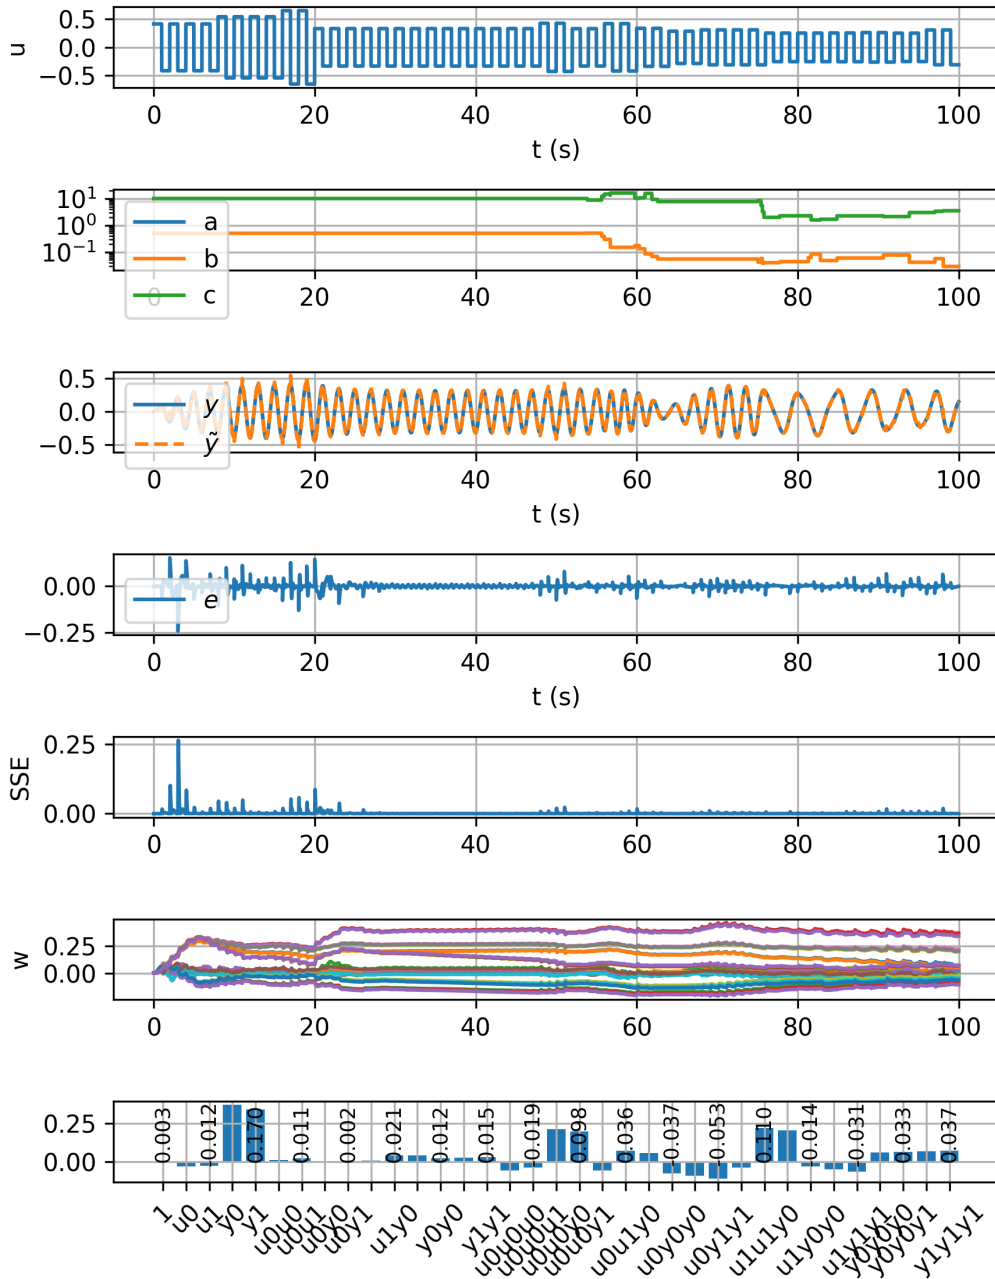 0.5
0.0
−0.5
u
0 20 40 60 80 100
t (s)
10^1
10^0
10^−1
a
b
c
0 20 40 60 80 100
0.5
0.0
−0.5
y
ỹ
0 20 40 60 80 100
t (s)
0.00
−0.25
e
0 20 40 60 80 100
t (s)
0.25
0.00
SSE
0 20 40 60 80 100
0.25
0.00
w
0 20 40 60 80 100
0.25
0.00
0.003 0.012 0.170 0.011 0.002 0.021 0.012 0.015 -0.019 0.098 0.036 -0.037 -0.053 0.110 -0.014 -0.031 0.033 0.037
1 u0 u1 y0 y1 u0u0 u0u1 u0y0 u0y1 u1y0 y0y0 y1y1 u0u0u0 u0u0u1 u0u0y0 u0u0y1 u0u1y0 u0y0y0 u0y1y1 u1u1y0 u1y0y0 u1y1y1 y0y0y0 y0y0y1 y1y1y1